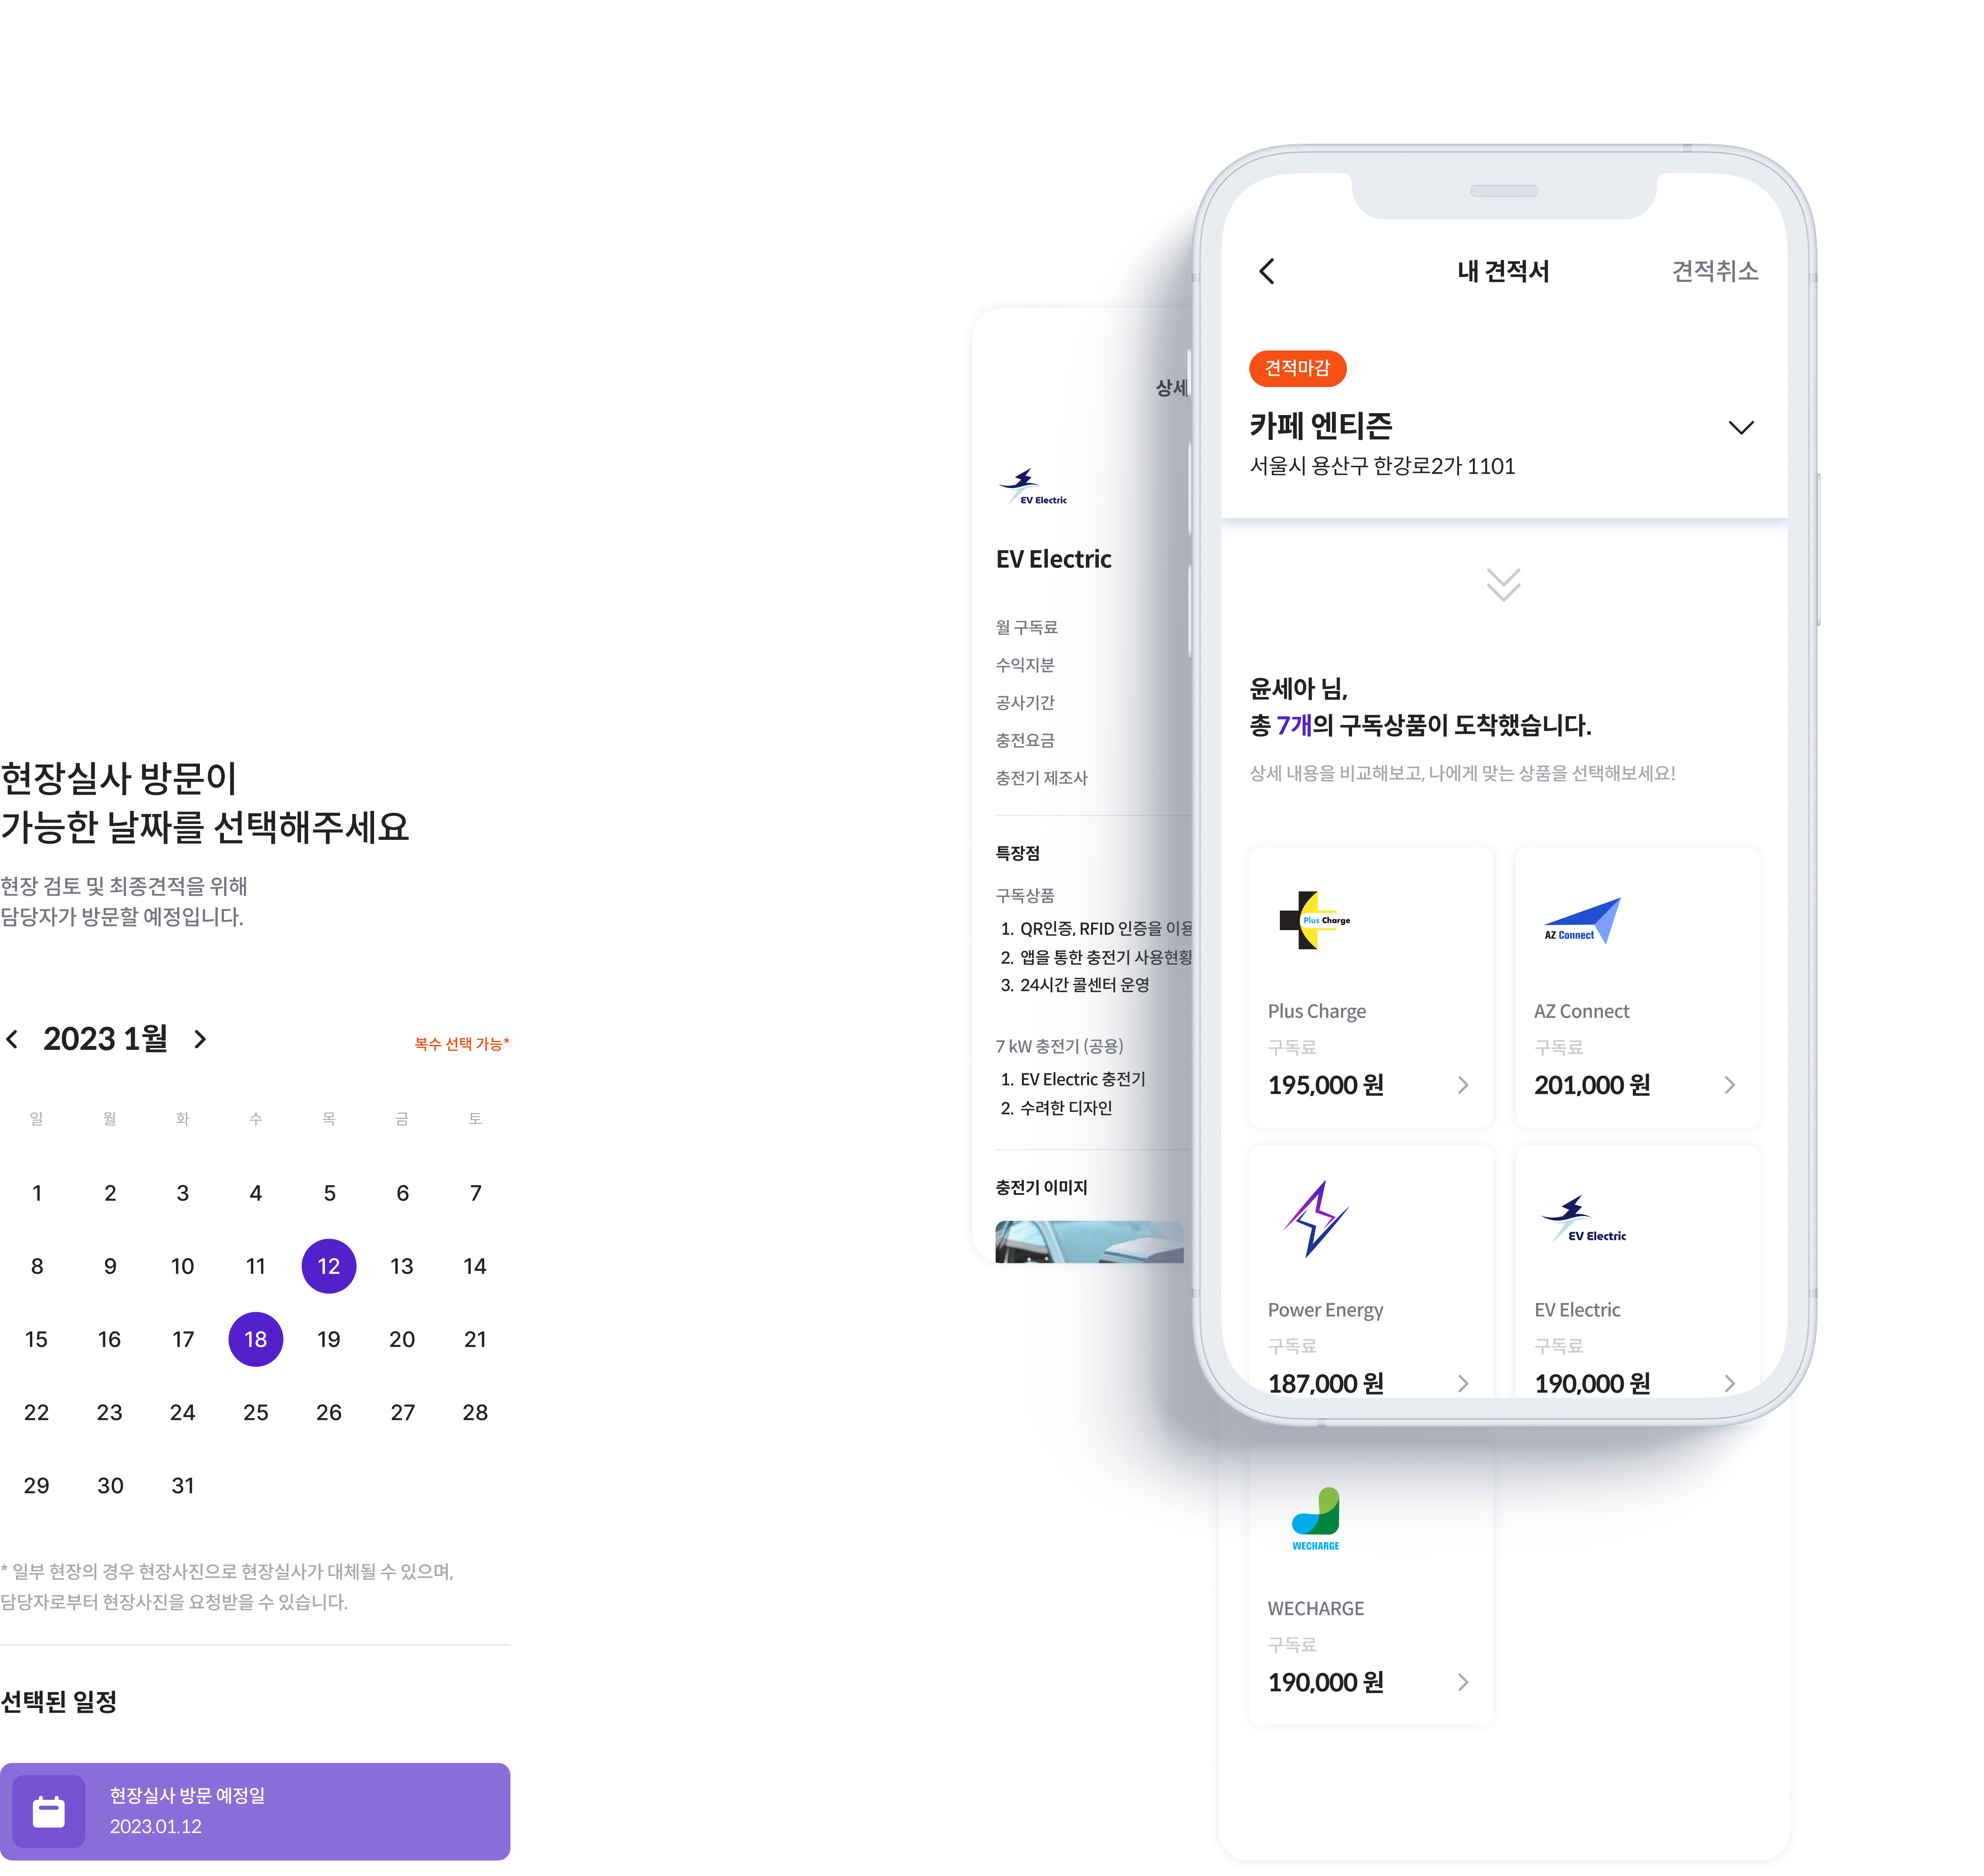 현장실사 방문이
가능한 날짜를 선택해주세요
현장 검토 및 최종견적을 위해
담당자가 방문할 예정입니다.
2023 1월
복수 선택 가능*
일 월 화 수 목 금 토
1 2 3 4 5 6 7
8 9 10 11 12 13 14
15 16 17 18 19 20 21
22 23 24 25 26 27 28
29 30 31
* 일부 현장의 경우 현장사진으로 현장실사가 대체될 수 있으며,
담당자로부터 현장사진을 요청받을 수 있습니다.
선택된 일정
현장실사 방문 예정일
2023.01.12
상세
EV Electric
EV Electric
월 구독료
수익지분
공사기간
충전요금
충전기 제조사
특장점
구독상품
1. QR인증, RFID 인증을 이용
2. 앱을 통한 충전기 사용현황
3. 24시간 콜센터 운영
7 kW 충전기 (공용)
1. EV Electric 충전기
2. 수려한 디자인
충전기 이미지
내 견적서
견적취소
견적마감
카페 엔티즌
서울시 용산구 한강로2가 1101
윤세아 님,
총 7개의 구독상품이 도착했습니다.
상세 내용을 비교해보고, 나에게 맞는 상품을 선택해보세요!
Plus Charge
Plus Charge
구독료
195,000 원
AZ Connect
AZ Connect
구독료
201,000 원
Power Energy
구독료
187,000 원
EV Electric
EV Electric
구독료
190,000 원
WECHARGE
WECHARGE
구독료
190,000 원